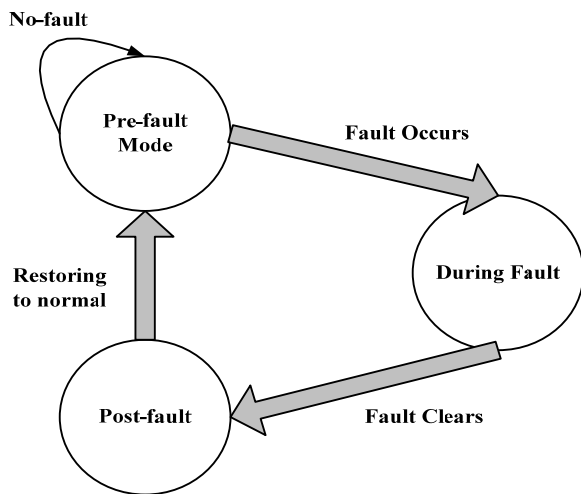 No-fault
Pre-fault
Mode
Fault Occurs
During Fault
Restoring
to normal
Post-fault
Fault Clears